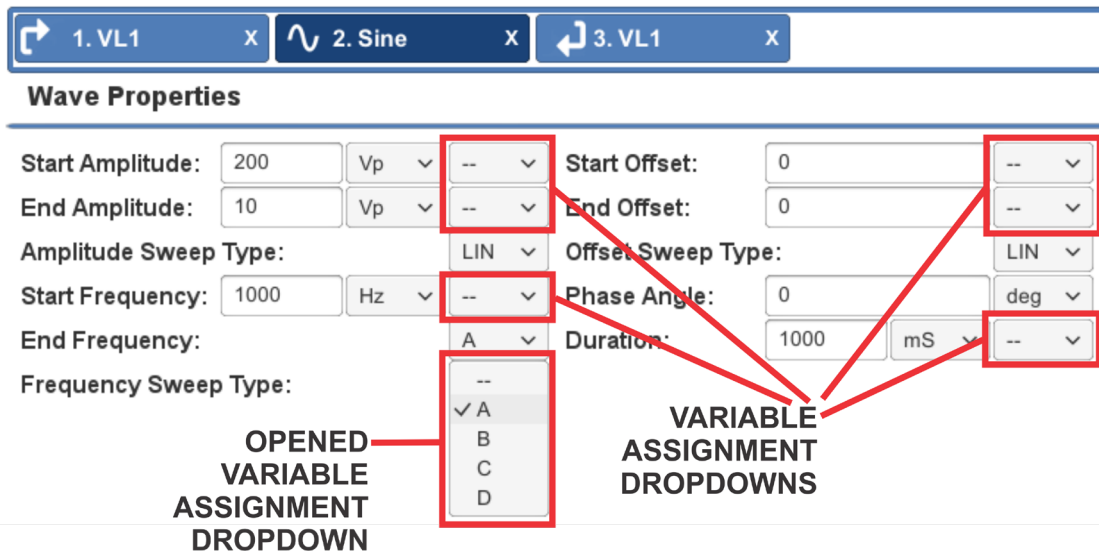 1. VL1 X 2. Sine X 3. VL1 X
Wave Properties
Start Amplitude: 200 Vp -- Start Offset: 0 --
End Amplitude: 10 Vp -- End Offset: 0 --
Amplitude Sweep Type: LIN Offset Sweep Type: LIN
Start Frequency: 1000 Hz -- Phase Angle: 0 deg
End Frequency: A Duration: 1000 mS --
Frequency Sweep Type:
--
A
B
C
D
OPENED
VARIABLE
ASSIGNMENT
DROPDOWN
VARIABLE
ASSIGNMENT
DROPDOWNS